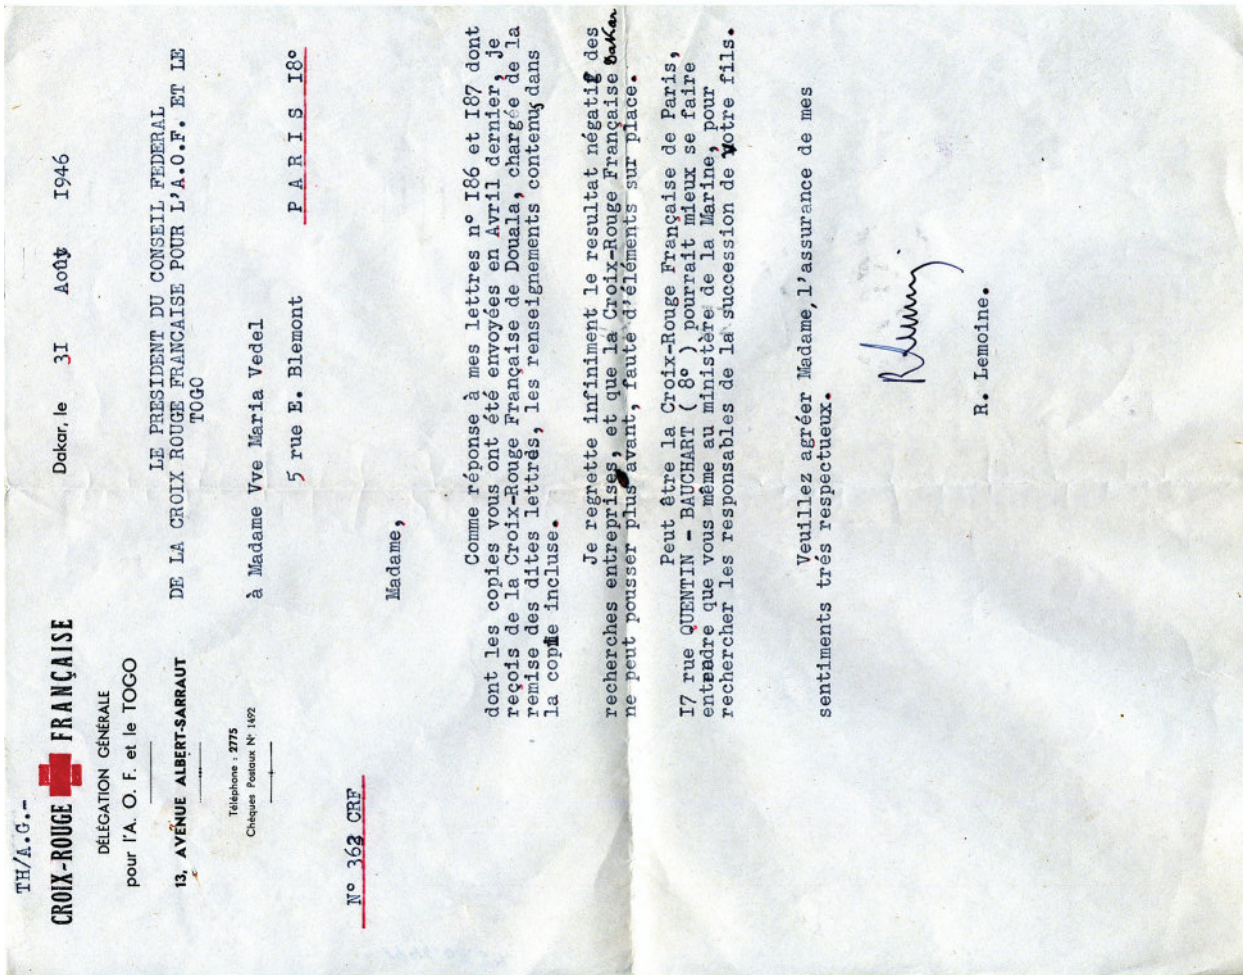 TH/A.G.-
CROIX-ROUGE FRANÇAISE
DÉLÉGATION GÉNÉRALE
pour l'A. O. F. et le TOGO
13, AVENUE ALBERT-SARRAUT
Téléphone : 2775
Chèques Postaux N° 1492
N° 362 CRF
Dakar, le 3I Août I946
LE PRESIDENT DU CONSEIL FEDERAL
DE LA CROIX ROUGE FRANCAISE POUR L'A.O.F. ET LE
TOGO
à Madame Vve Maria Vedel
5 rue E. Blemont PARIS I8°
Madame,
Comme réponse à mes lettres n° I86 et I87 dont
dont les copies vous ont été envoyées en Avril dernier, je
reçois de la Croix-Rouge Française de Douala, chargée de la
remise des dites lettres, les renseignements contenus dans
la copie incluse.
Je regrette infiniment le resultat négatif des
recherches entreprises, et que la Croix-Rouge Française Dakar
ne peut pousser plus avant, faute d'éléments sur place.
Peut être la Croix-Rouge Française de Paris,
I7 rue QUENTIN - BAUCHART ( 8° ) pourrait mieux se faire
entendre que vous même au ministère de la Marine, pour
rechercher les responsables de la succession de votre fils.
Veuillez agréer Madame, l'assurance de mes
sentiments trés respectueux.
R. Lemoine.